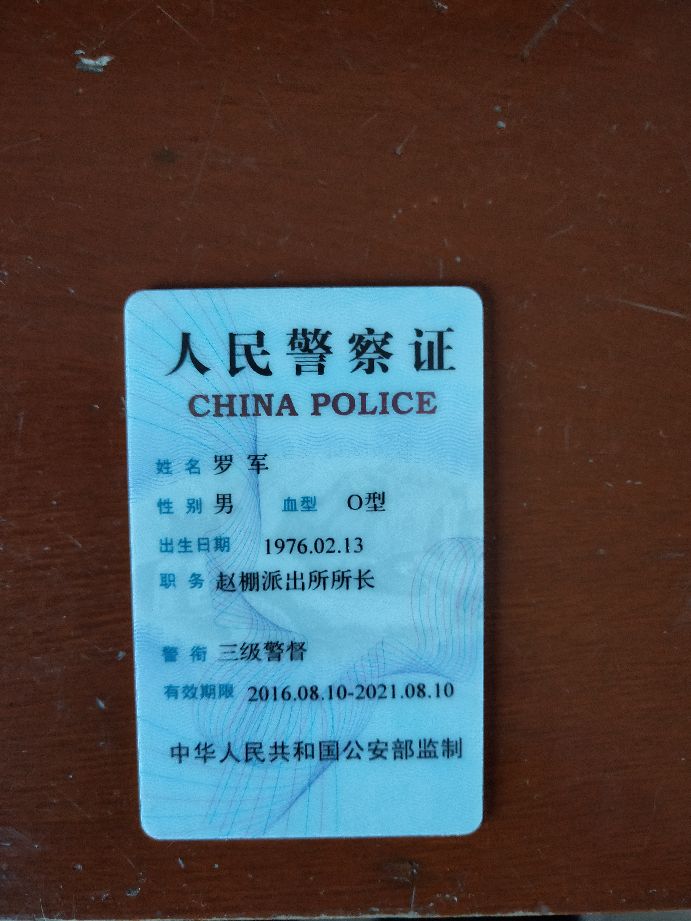 人民警察证
CHINA POLICE
姓名 罗军
性别 男 血型 O型
出生日期 1976.02.13
职务 赵棚派出所所长
警衔 三级警督
有效期限 2016.08.10-2021.08.10
中华人民共和国公安部监制